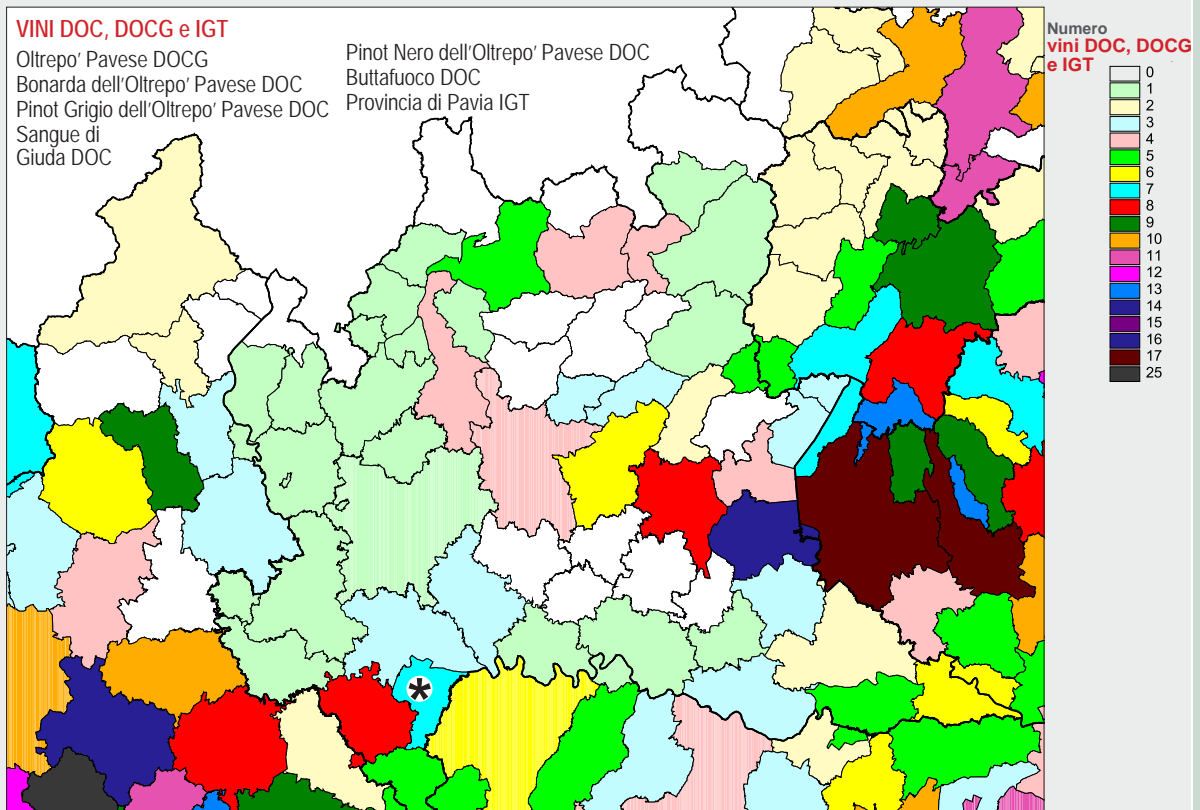 VINI DOC, DOCG e IGT
Oltrepo' Pavese DOCG
Bonarda dell'Oltrepo' Pavese DOC
Pinot Grigio dell'Oltrepo' Pavese DOC
Sangue di
Giuda DOC
Pinot Nero dell'Oltrepo' Pavese DOC
Buttafuoco DOC
Provincia di Pavia IGT
*
Numero
vini DOC, DOCG
e IGT
0
1
2
3
4
5
6
7
8
9
10
11
12
13
14
15
16
17
25